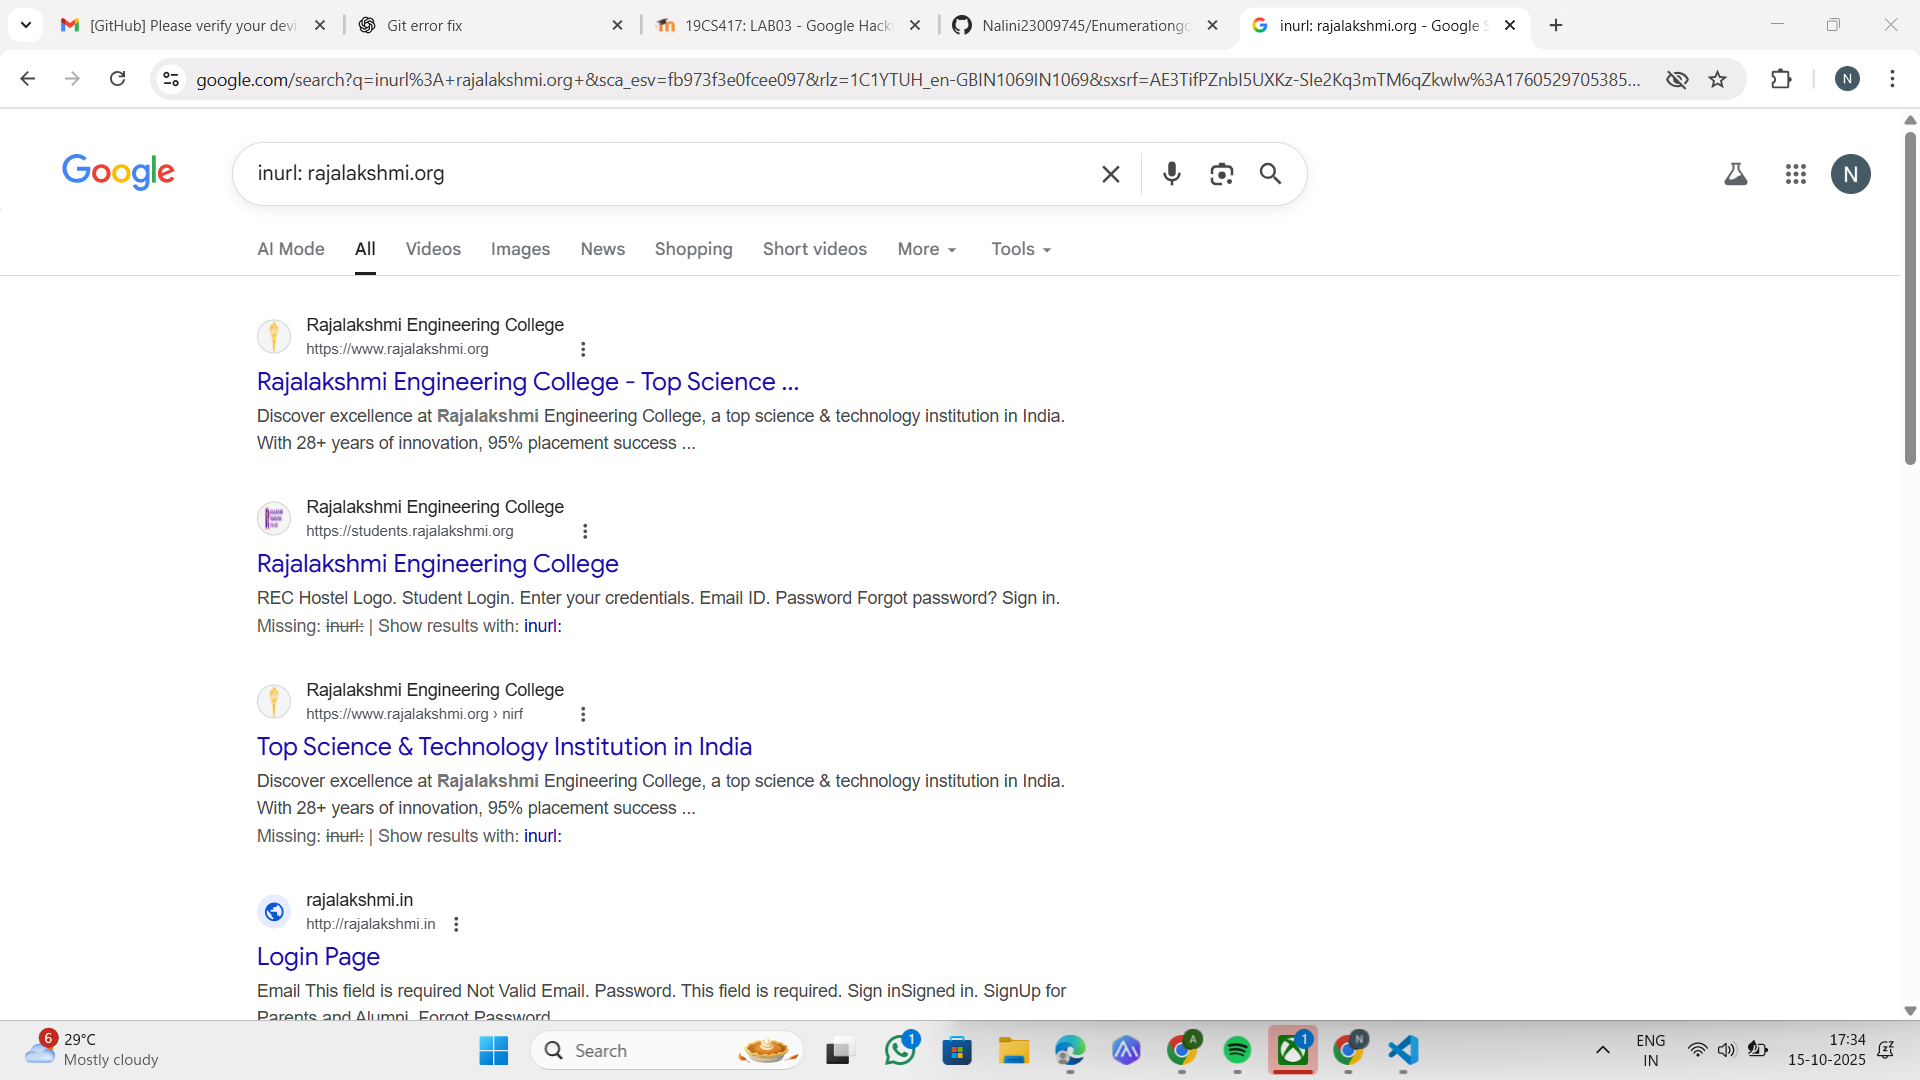 [GitHub] Please verify your devi
Git error fix
19CS417: LAB03 - Google Hacki
Nalini23009745/Enumerationgo
inurl: rajalakshmi.org - Google S
google.com/search?q=inurl%3A+rajalakshmi.org+&sca_esv=fb973f3e0fcee097&rlz=1C1YTUH_en-GBIN1069IN1069&sxsrf=AE3TifPZnbI5UXKz-SIe2Kq3mTM6qZkwlw%3A1760529705385...
N
Google
inurl: rajalakshmi.org
N
AI Mode
All
Videos
Images
News
Shopping
Short videos
More
Tools
Rajalakshmi Engineering College
https://www.rajalakshmi.org
Rajalakshmi Engineering College - Top Science ...
Discover excellence at Rajalakshmi Engineering College, a top science & technology institution in India.
With 28+ years of innovation, 95% placement success ...
Rajalakshmi Engineering College
https://students.rajalakshmi.org
Rajalakshmi Engineering College
REC Hostel Logo. Student Login. Enter your credentials. Email ID. Password Forgot password? Sign in.
Missing: inurl: | Show results with: inurl:
Rajalakshmi Engineering College
https://www.rajalakshmi.org › nirf
Top Science & Technology Institution in India
Discover excellence at Rajalakshmi Engineering College, a top science & technology institution in India.
With 28+ years of innovation, 95% placement success ...
Missing: inurl: | Show results with: inurl:
rajalakshmi.in
http://rajalakshmi.in
Login Page
Email This field is required Not Valid Email. Password. This field is required. Sign inSigned in. SignUp for
Parents and Alumni. Forgot Password
6
29°C
Mostly cloudy
Search
1
A
1
N
ENG
IN
17:34
15-10-2025